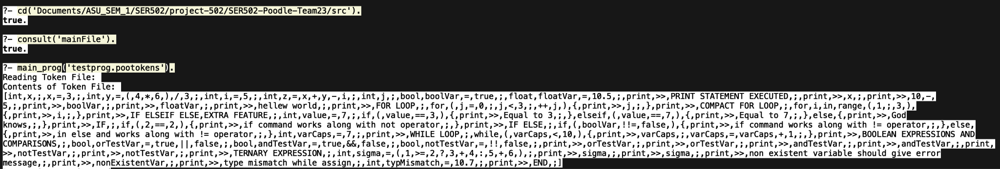 ?- cd('Documents/ASU_SEM_1/SER502/project-502/SER502-Poodle-Team23/src').
true.
?- consult('mainFile').
true.
?- main_prog('testprog.pootokens').
Reading Token File:
Contents of Token File:
[int,x,;,x,=,3,;,int,y,=,(,4,*,6,),/,3,;,int,i,=,5,;,int,z,=,x,+,y,-,i,;,int,j,;,bool,boolVar,=,true,;,float,floatVar,=,10.5,;,print,>>,PRINT STATEMENT EXECUTED,;,print,>>,x,;,print,>>,10,-,
5,;,print,>>,boolVar,;,print,>>,floatVar,;,print,>>,hellew world,;,print,>>,FOR LOOP,;,for,(,j,=,0,;,j,<,3,;,++,j,),{,print,>>,j,;,},print,>>,COMPACT FOR LOOP,;,for,i,in,range,(,1,;,3,),
{,print,>>,i,;,},print,>>,IF ELSEIF ELSE,EXTRA FEATURE,;,int,value,=,7,;,if,(,value,==,3,),{,print,>>,Equal to 3,;,},elseif,(,value,==,7,),{,print,>>,Equal to 7,;,},else,{,print,>>,God
knows,;,},print,>>,IF,;,if,(,2,==,2,),{,print,>>,if command works along with not operator,;,},print,>>,IF ELSE,;,if,(,boolVar,!!=,false,),{,print,>>,if command works along with != operator,;,},else,
{,print,>>,in else and works along with != operator,;,},int,varCaps,=,7,;,print,>>,WHILE LOOP,;,while,(,varCaps,<,10,),{,print,>>,varCaps,;,varCaps,=,varCaps,+,1,;,},print,>>,BOOLEAN EXPRESSIONS AND
COMPARISONS,;,bool,orTestVar,=,true,||,false,;,bool,andTestVar,=,true,&&,false,;,bool,notTestVar,=,!!,false,;,print,>>,orTestVar,;,print,>>,orTestVar,;,print,>>,andTestVar,;,print,>>,andTestVar,;,print,
>>,notTestVar,;,print,>>,notTestVar,;,print,>>,TERNARY EXPRESSION,;,int,sigma,=,(,1,>=,2,?,3,+,4,:,5,+,6,),;,print,>>,sigma,;,print,>>,sigma,;,print,>>,non existent variable should give error
message,;,print,>>,nonExistentVar,;,print,>>,type mismatch while assign,;,int,typMismatch,=,10.7,;,print,>>,END,;]